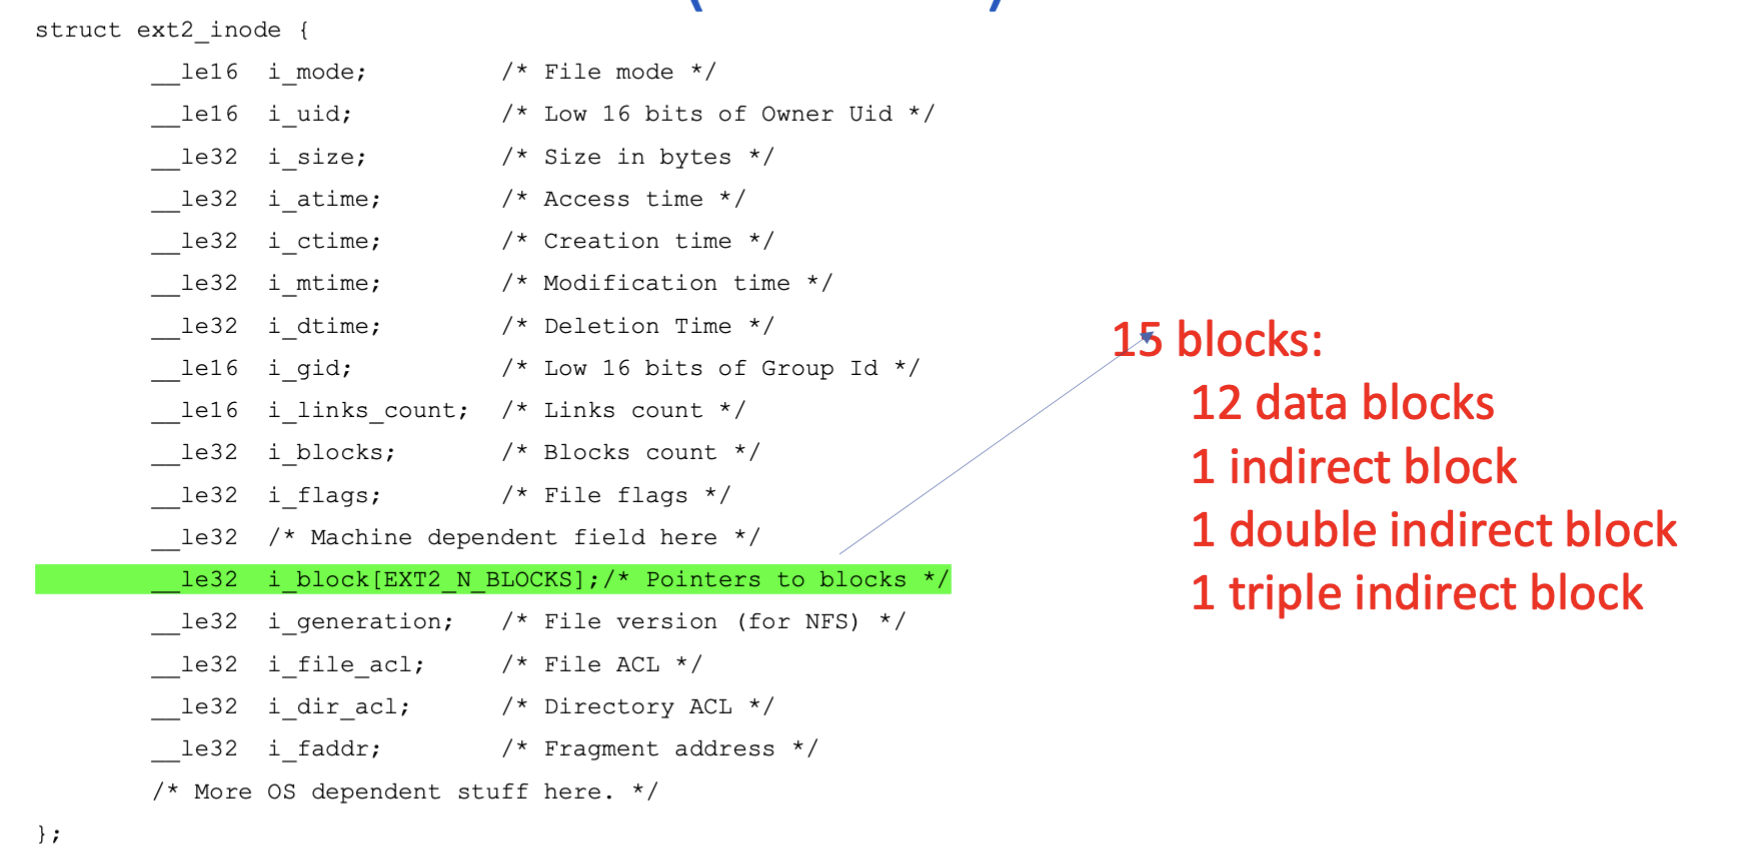 struct ext2_inode {
__le16 i_mode; /* File mode */
__le16 i_uid; /* Low 16 bits of Owner Uid */
__le32 i_size; /* Size in bytes */
__le32 i_atime; /* Access time */
__le32 i_ctime; /* Creation time */
__le32 i_mtime; /* Modification time */
__le32 i_dtime; /* Deletion Time */
__le16 i_gid; /* Low 16 bits of Group Id */
__le16 i_links_count; /* Links count */
__le32 i_blocks; /* Blocks count */
__le32 i_flags; /* File flags */
__le32 /* Machine dependent field here */
__le32 i_block[EXT2_N_BLOCKS];/* Pointers to blocks */
__le32 i_generation; /* File version (for NFS) */
__le32 i_file_acl; /* File ACL */
__le32 i_dir_acl; /* Directory ACL */
__le32 i_faddr; /* Fragment address */
/* More OS dependent stuff here. */
};
15 blocks:
12 data blocks
1 indirect block
1 double indirect block
1 triple indirect block